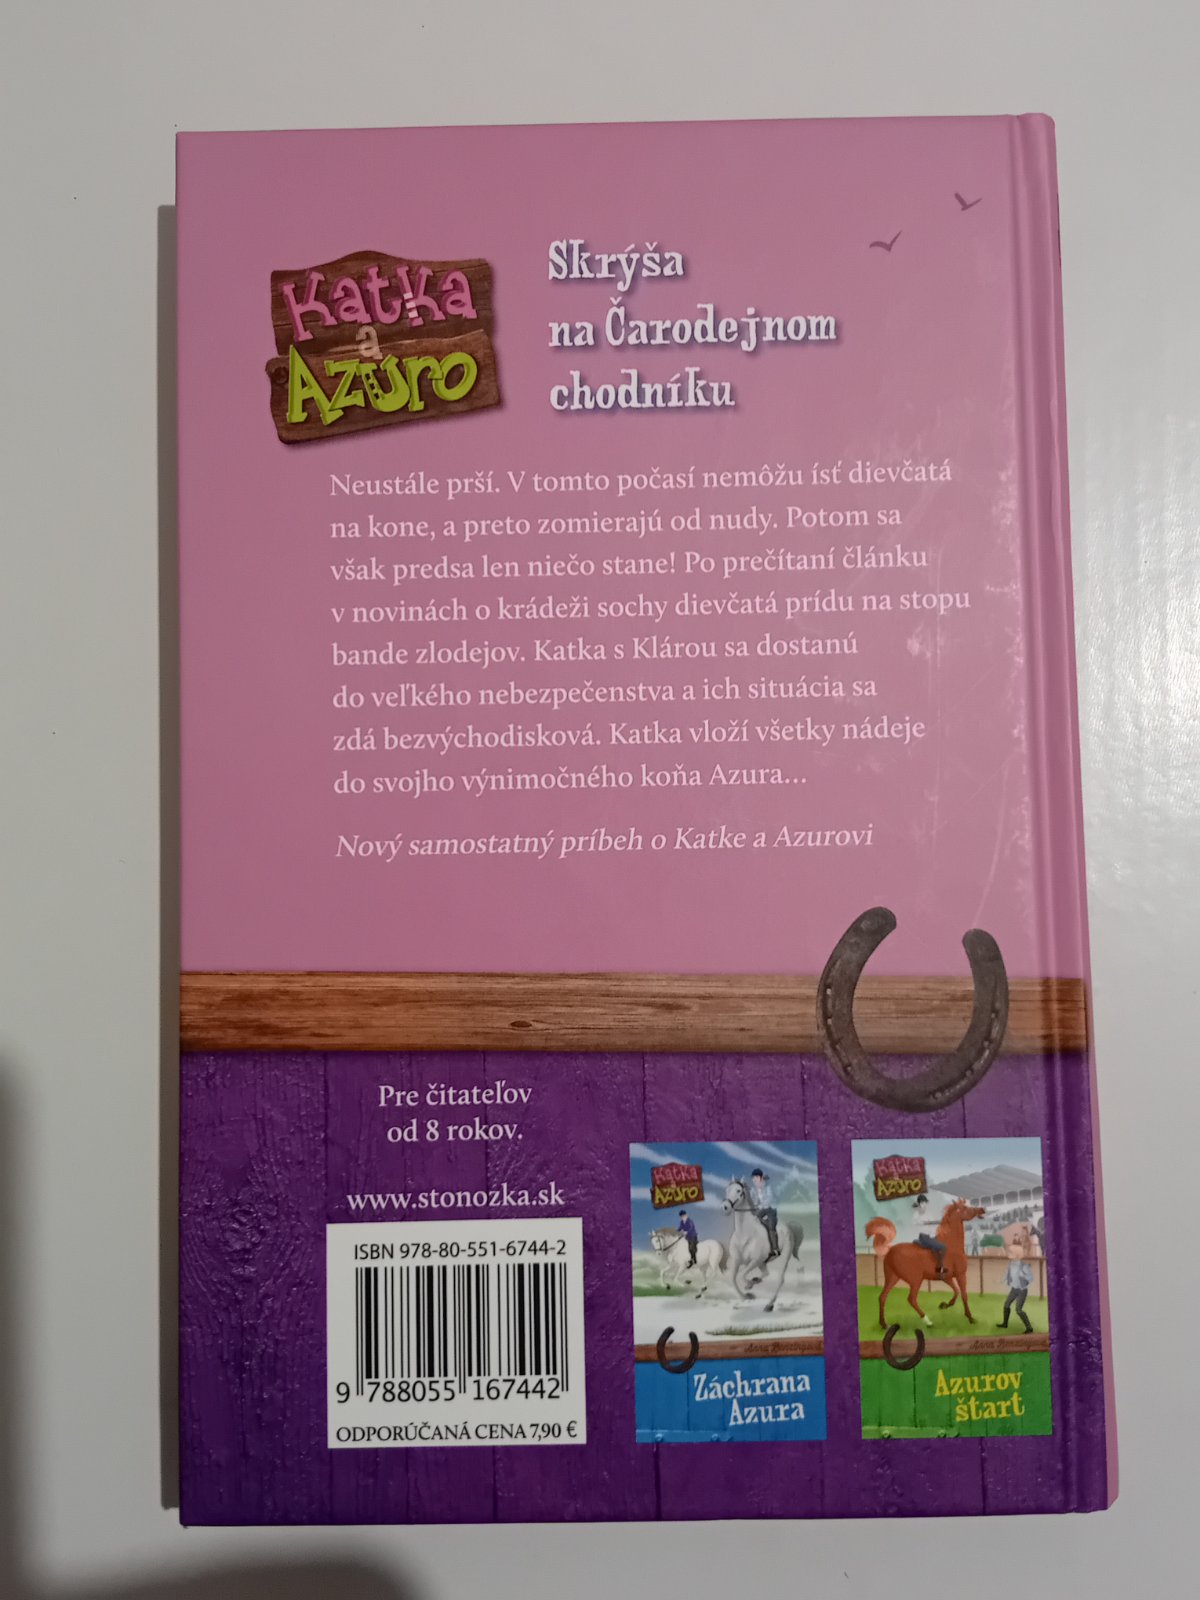 Katka
a
Azuro
Skrýša
na Čarodejnom
chodníku
Neustále prší. V tomto počasí nemôžu ísť dievčatá
na kone, a preto zomierajú od nudy. Potom sa
však predsa len niečo stane! Po prečítaní článku
v novinách o krádeži sochy dievčatá prídu na stopu
bande zlodejov. Katka s Klárou sa dostanú
do veľkého nebezpečenstva a ich situácia sa
zdá bezvýchodisková. Katka vloží všetky nádeje
do svojho výnimočného koňa Azura...
Nový samostatný príbeh o Katke a Azurovi
Pre čitateľov
od 8 rokov.
www.stonozka.sk
ISBN 978-80-551-6744-2
9 788055 167442
ODPORÚČANÁ CENA 7,90 €
Katka
a
Azuro
Záchrana
Azura
Katka
a
Azuro
Azurov
štart